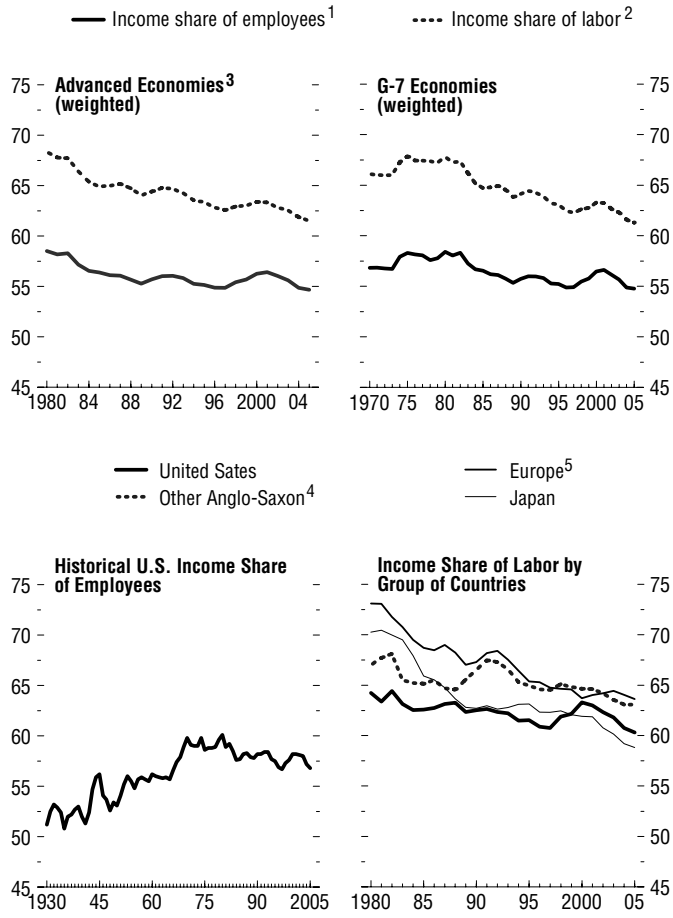 Income share of employees1
Income share of labor2
Advanced Economies3
(weighted)
75
70
65
60
55
50
45
1980 84 88 92 96 2000 04
G-7 Economies
(weighted)
75
70
65
60
55
50
45
1970 75 80 85 90 95 2000 05
United Sates
Other Anglo-Saxon4
Europe5
Japan
Historical U.S. Income Share
of Employees
75
70
65
60
55
50
45
1930 45 60 75 90 2005
Income Share of Labor by
Group of Countries
75
70
65
60
55
50
45
1980 85 90 95 2000 05